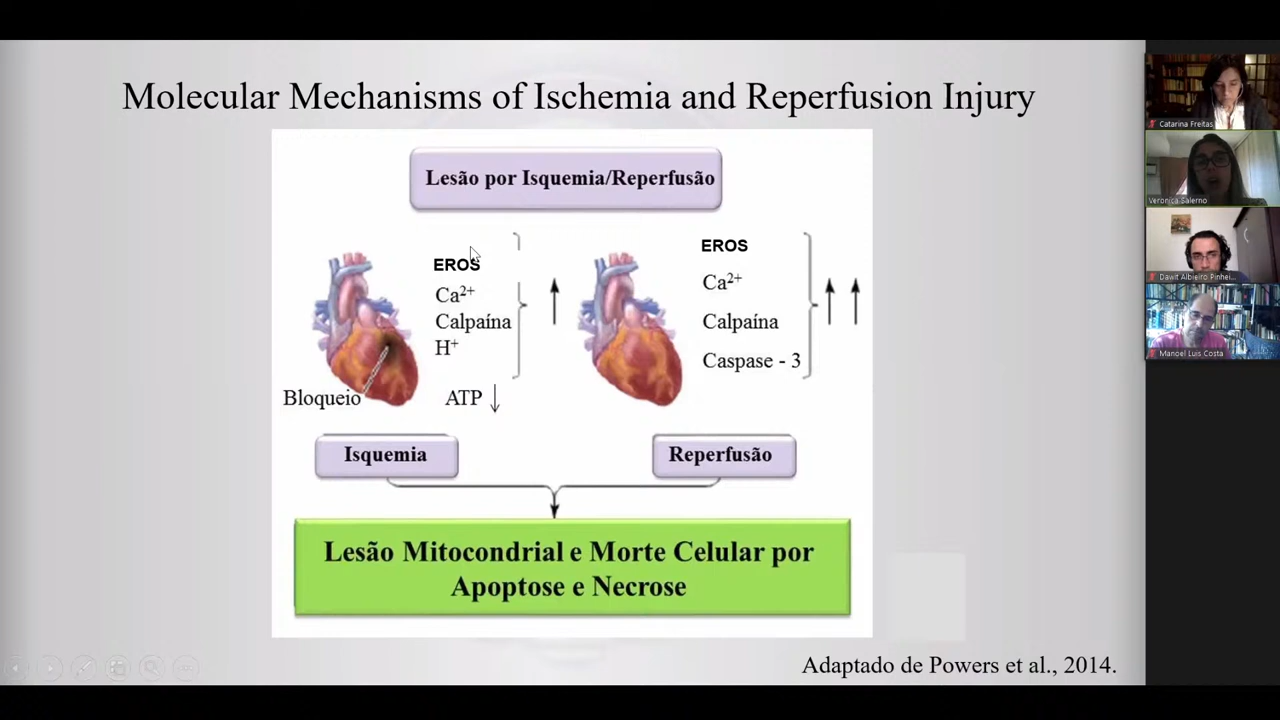 Molecular Mechanisms of Ischemia and Reperfusion Injury
Lesão por Isquemia/Reperfusão
EROS
Ca²⁺
Calpaína
H⁺
Bloqueio
ATP
EROS
Ca²⁺
Calpaína
Caspase - 3
Isquemia
Reperfusão
Lesão Mitocondrial e Morte Celular por
Apoptose e Necrose
Adaptado de Powers et al., 2014.
Catarina Freitas
Veronica Salerno
Dawit Albieiro Pinhei...
Manoel Luis Costa